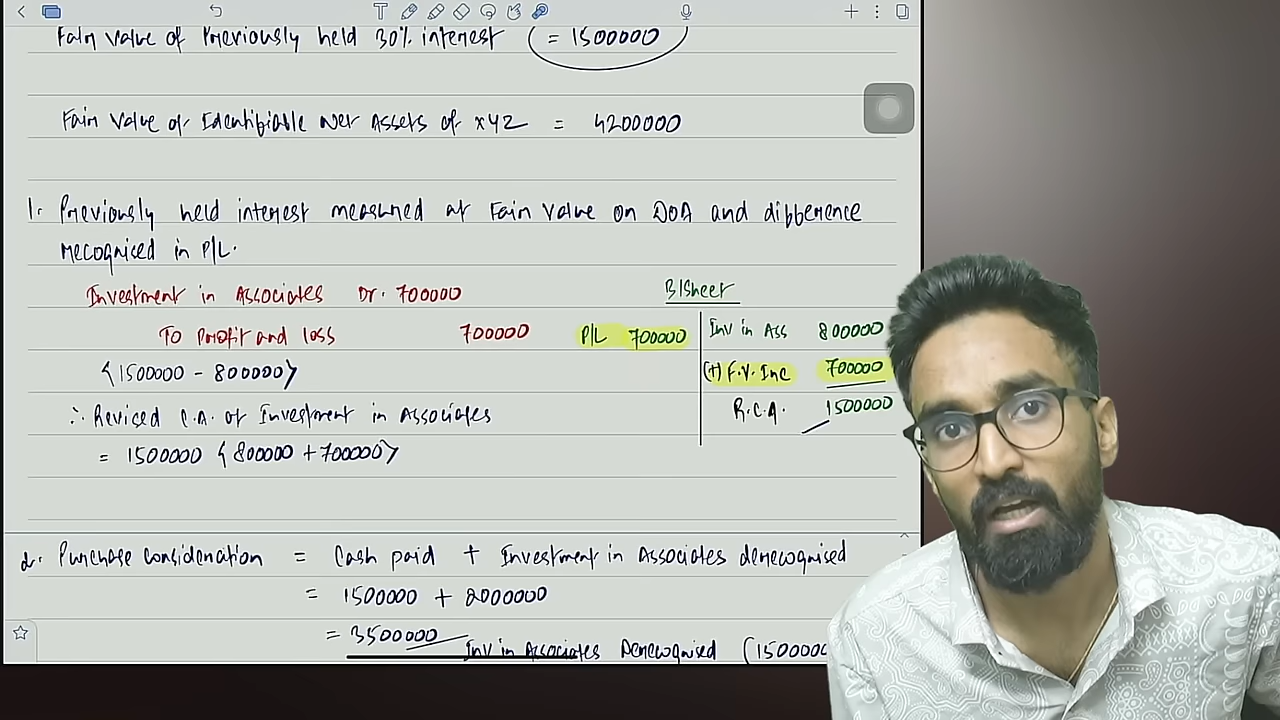 Fair Value of Previously held 30% interest = 1500000
Fair Value of Identifiable Net Assets of XYZ = 4200000
1. Previously held interest measured at Fair Value on DOA and difference
recognised in P/L.
Investment in Associates Dr. 700000
To Profit and loss 700000
{1500000 - 800000}
∴ Revised C.A. of Investment in Associates
= 1500000 {800000 + 700000}
B/Sheet
P/L 700000
Inv in Ass 800000
(+) F.V. Inc 700000
R.C.A. 1500000
2. Purchase consideration = Cash paid + Investment in Associates derecognised
= 1500000 + 2000000
= 3500000
Inv in Associates Derecognised (150000